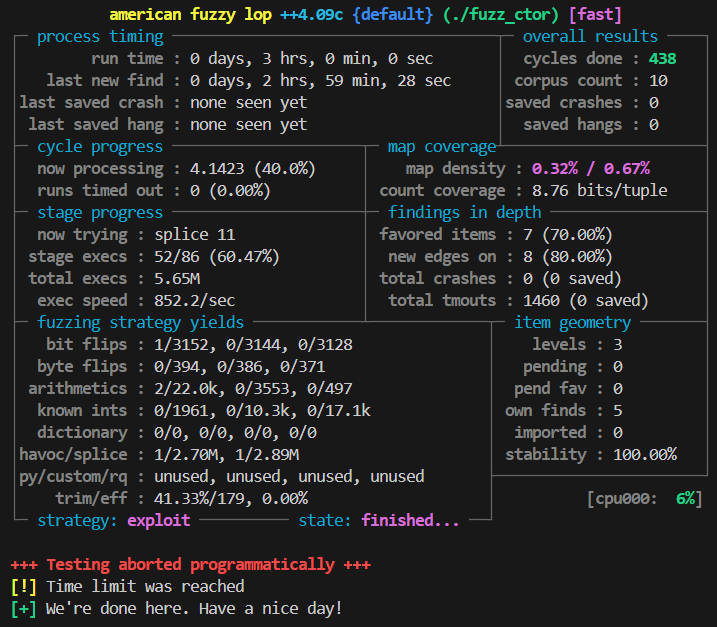 american fuzzy lop ++4.09c {default} (./fuzz_ctor) [fast]
process timing overall results
run time : 0 days, 3 hrs, 0 min, 0 sec cycles done : 438
last new find : 0 days, 2 hrs, 59 min, 28 sec corpus count : 10
last saved crash : none seen yet saved crashes : 0
last saved hang : none seen yet saved hangs : 0
cycle progress map coverage
now processing : 4.1423 (40.0%) map density : 0.32% / 0.67%
runs timed out : 0 (0.00%) count coverage : 8.76 bits/tuple
stage progress findings in depth
now trying : splice 11 favored items : 7 (70.00%)
stage execs : 52/86 (60.47%) new edges on : 8 (80.00%)
total execs : 5.65M total crashes : 0 (0 saved)
exec speed : 852.2/sec total tmouts : 1460 (0 saved)
fuzzing strategy yields item geometry
bit flips : 1/3152, 0/3144, 0/3128 levels : 3
byte flips : 0/394, 0/386, 0/371 pending : 0
arithmetics : 2/22.0k, 0/3553, 0/497 pend fav : 0
known ints : 0/1961, 0/10.3k, 0/17.1k own finds : 5
dictionary : 0/0, 0/0, 0/0, 0/0 imported : 0
havoc/splice : 1/2.70M, 1/2.89M stability : 100.00%
py/custom/rq : unused, unused, unused, unused
trim/eff : 41.33%/179, 0.00% [cpu000: 6%]
strategy: exploit state: finished...
+++ Testing aborted programmatically +++
[!] Time limit was reached
[+] We're done here. Have a nice day!